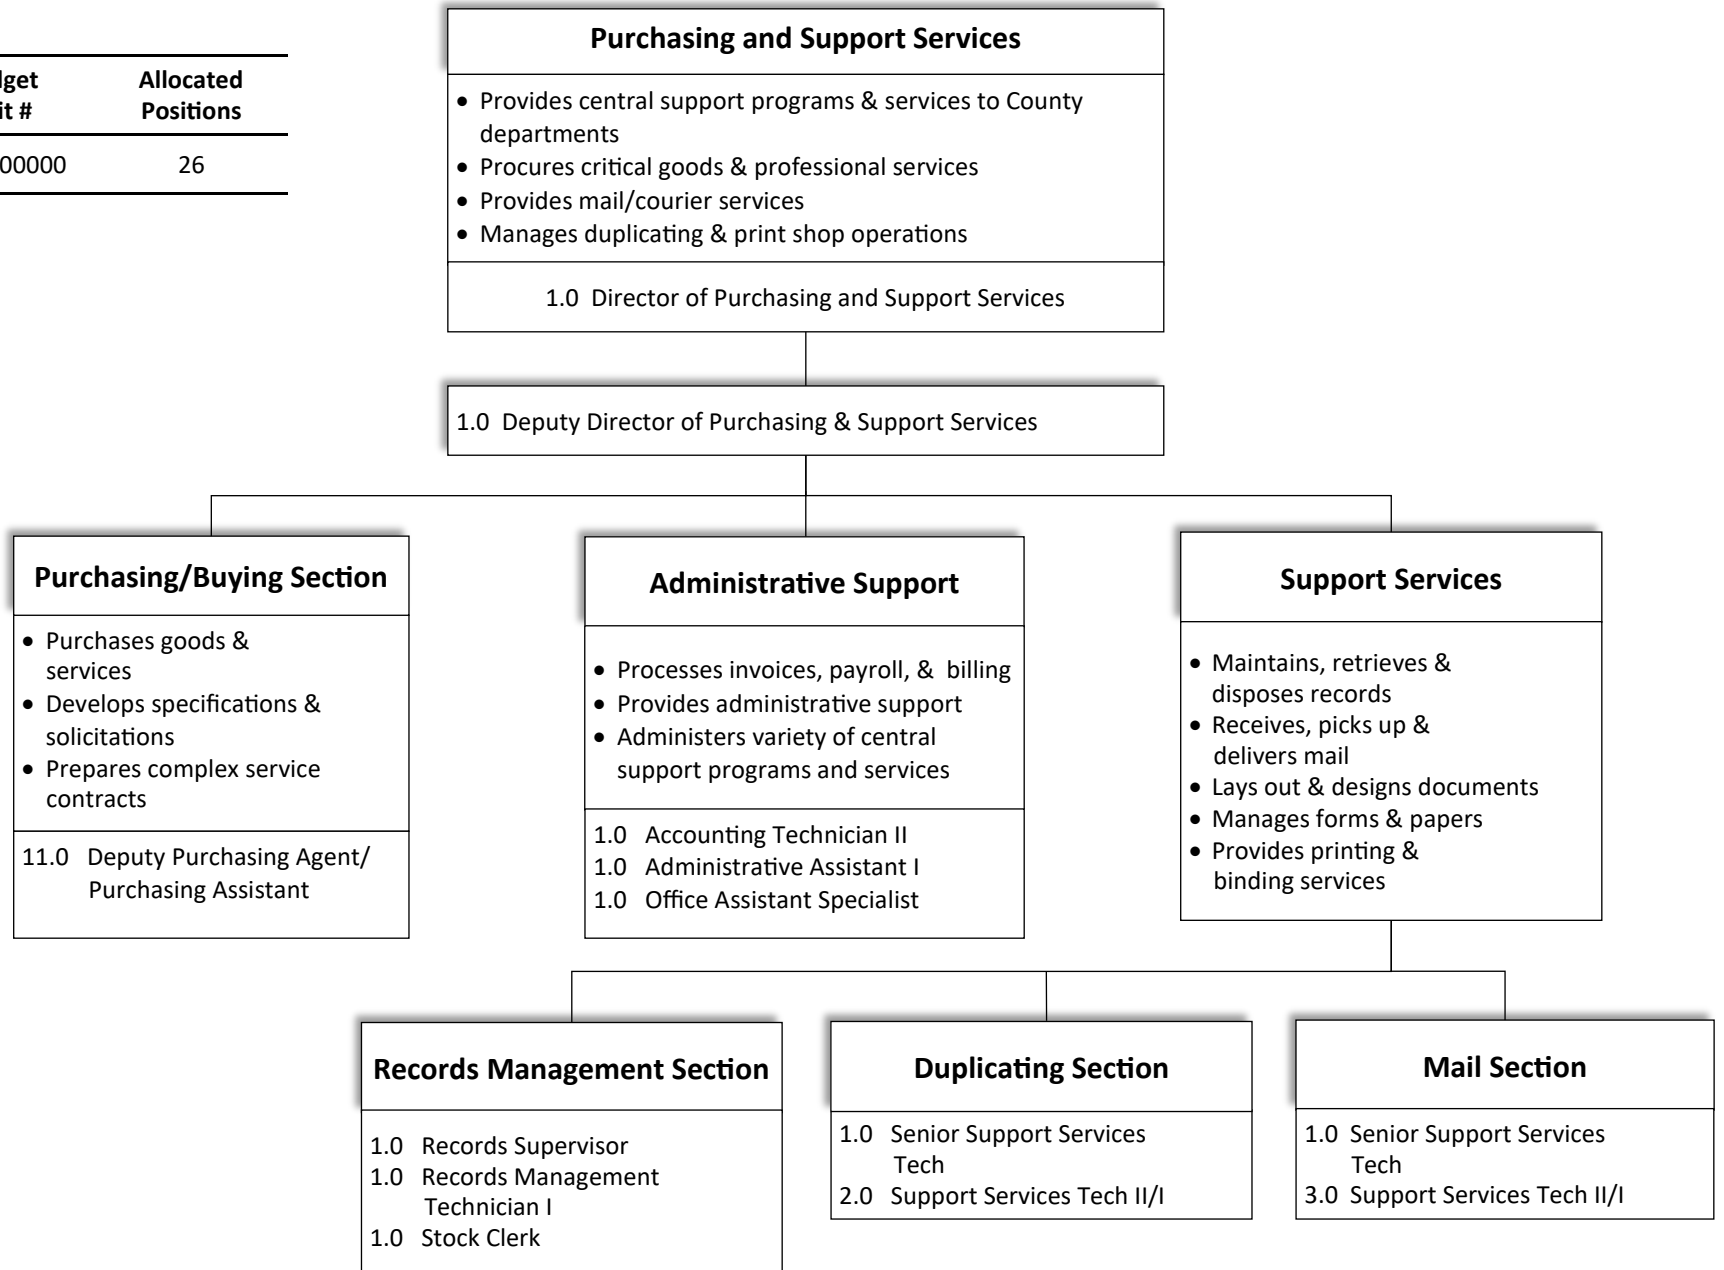 Purchasing and Support Services
Allocated
it #
Positions
00000
26
• Provides central support programs & services to County
departments
• Procures critical goods & professional services
• Provides mail/courier services
• Manages duplicating & print shop operations
1.0 Director of Purchasing and Support Services
1.0 Deputy Director of Purchasing & Support Services
Purchasing/Buying Section
• Purchases goods &
services
• Develops specifications &
solicitations
• Prepares complex service
contracts
11.0 Deputy Purchasing Agent/
Purchasing Assistant
Administrative Support
• Processes invoices, payroll, & billing
• Provides administrative support
• Administers variety of central
support programs and services
1.0 Accounting Technician II
1.0 Administrative Assistant I
1.0 Office Assistant Specialist
Support Services
• Maintains, retrieves &
disposes records
• Receives, picks up &
delivers mail
• Lays out & designs documents
• Manages forms & papers
• Provides printing &
binding services
Records Management Section
1.0 Records Supervisor
1.0 Records Management
Technician I
1.0 Stock Clerk
Duplicating Section
1.0 Senior Support Services
Tech
2.0 Support Services Tech II/I
Mail Section
1.0 Senior Support Services
Tech
3.0 Support Services Tech II/I